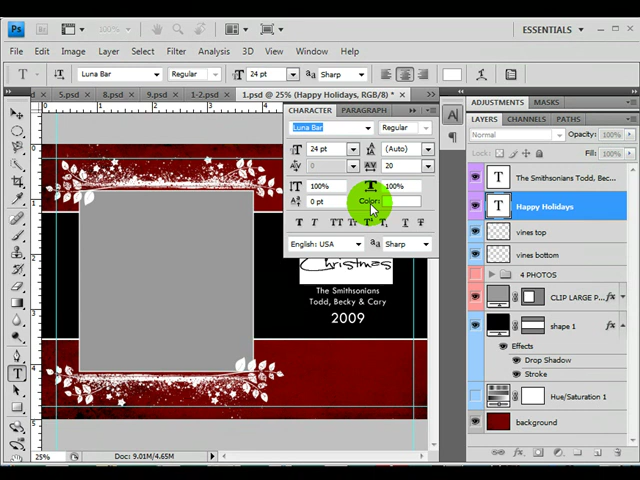 Ps
ESSENTIALS
File Edit Image Layer Select Filter Analysis 3D View Window Help
T Luna Bar Regular 24 pt Sharp
5.psd × 8.psd × 9.psd × 1-2.psd × 1.psd @ 25% (Happy Holidays, RGB/8) * ×
CHARACTER PARAGRAPH
Luna Bar Regular
24 pt (Auto)
0 20
100% 100%
0 pt Color:
English: USA Sharp
Christmas
The Smithsonians
Todd, Becky & Cary
2009
ADJUSTMENTS MASKS
LAYERS CHANNELS PATHS
Normal Opacity: 100%
Lock: Fill: 100%
T The Smithsonians Todd, Bec...
T Happy Holidays
vines top
vines bottom
4 PHOTOS
CLIP LARGE P...
shape 1
Effects
Drop Shadow
Stroke
Hue/Saturation 1
background
25% Doc: 9.01M/4.65M